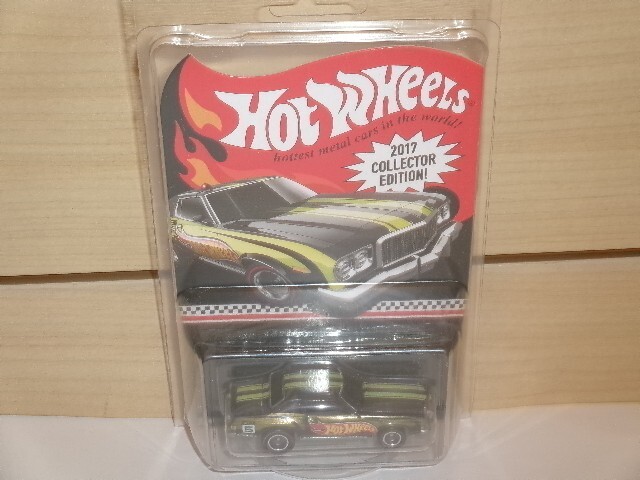 HOT WHEELS
hottest metal cars in the world!
2017
COLLECTOR
EDITION!
HOT WHEELS